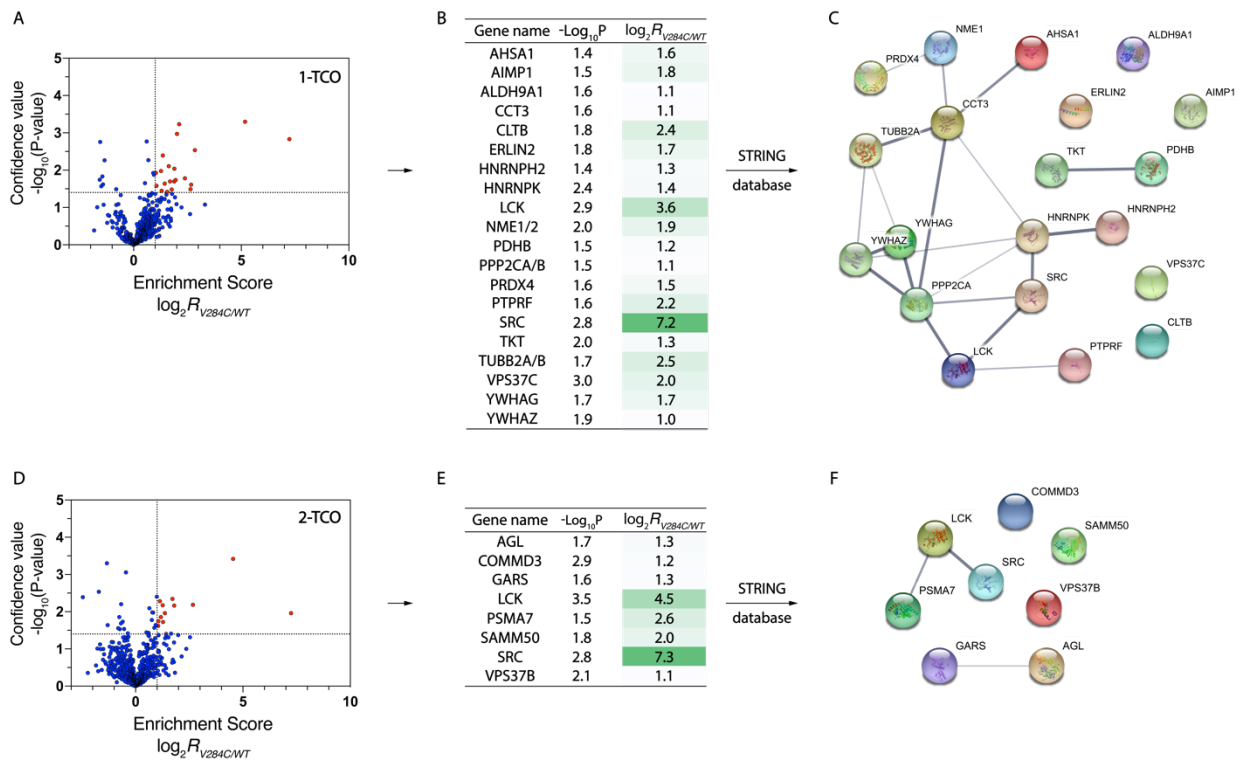 A
1-TCO
Confidence value
-log10(P-value)
5
4
3
2
1
0
0
5
10
Enrichment Score
log2RV284C/WT
B
Gene name -Log10P log2RV284C/WT
AHSA1 1.4 1.6
AIMP1 1.5 1.8
ALDH9A1 1.6 1.1
CCT3 1.6 1.1
CLTB 1.8 2.4
ERLIN2 1.8 1.7
HNRNPH2 1.4 1.3
HNRNPK 2.4 1.4
LCK 2.9 3.6
NME1/2 2.0 1.9
PDHB 1.5 1.2
PPP2CA/B 1.5 1.1
PRDX4 1.6 1.5
PTPRF 1.6 2.2
SRC 2.8 7.2
TKT 2.0 1.3
TUBB2A/B 1.7 2.5
VPS37C 3.0 2.0
YWHAG 1.7 1.7
YWHAZ 1.9 1.0
STRING
database
C
NME1
AHSA1
ALDH9A1
PRDX4
CCT3
ERLIN2
AIMP1
TUBB2A
TKT
PDHB
YWHAG
YWHAZ
HNRNPK
HNRNPH2
PPP2CA
SRC
VPS37C
CLTB
LCK
PTPRF
D
2-TCO
Confidence value
-log10(P-value)
5
4
3
2
1
0
0
5
10
Enrichment Score
log2RV284C/WT
E
Gene name -Log10P log2RV284C/WT
AGL 1.7 1.3
COMMD3 2.9 1.2
GARS 1.6 1.3
LCK 3.5 4.5
PSMA7 1.5 2.6
SAMM50 1.8 2.0
SRC 2.8 7.3
VPS37B 2.1 1.1
STRING
database
F
COMMD3
LCK
SAMM50
SRC
PSMA7
VPS37B
GARS
AGL